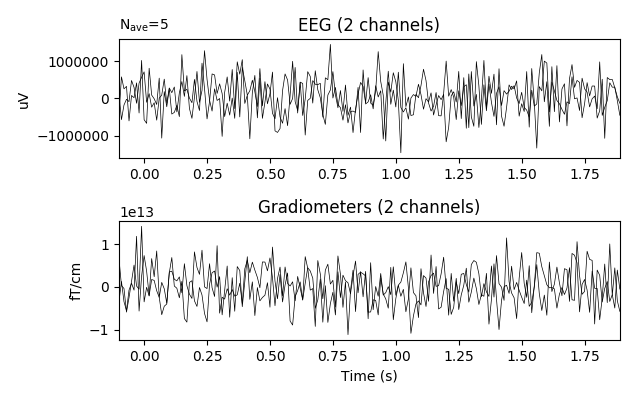 N_ave=5
EEG (2 channels)
uV
1000000
0
−1000000
0.00 0.25 0.50 0.75 1.00 1.25 1.50 1.75
Gradiometers (2 channels)
1e13
fT/cm
1
0
−1
0.00 0.25 0.50 0.75 1.00 1.25 1.50 1.75
Time (s)